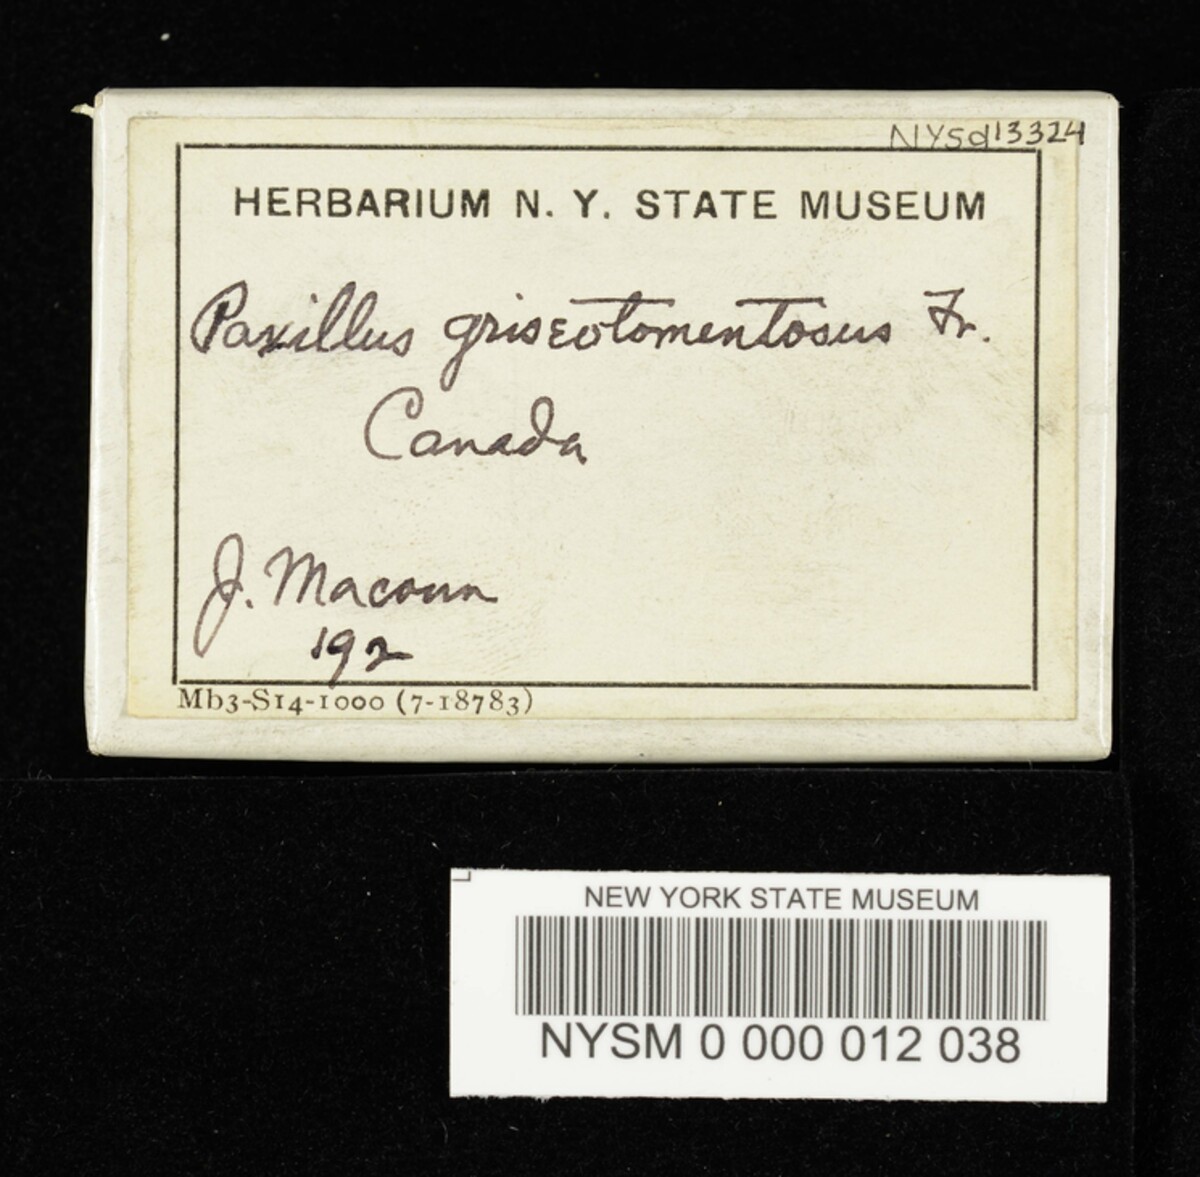 NYSd13324
HERBARIUM N. Y. STATE MUSEUM
Paxillus griseotomentosus Fr.
Canada
J. Macoun
192
Mb3-S14-1000 (7-18783)
NEW YORK STATE MUSEUM
NYSM 0 000 012 038